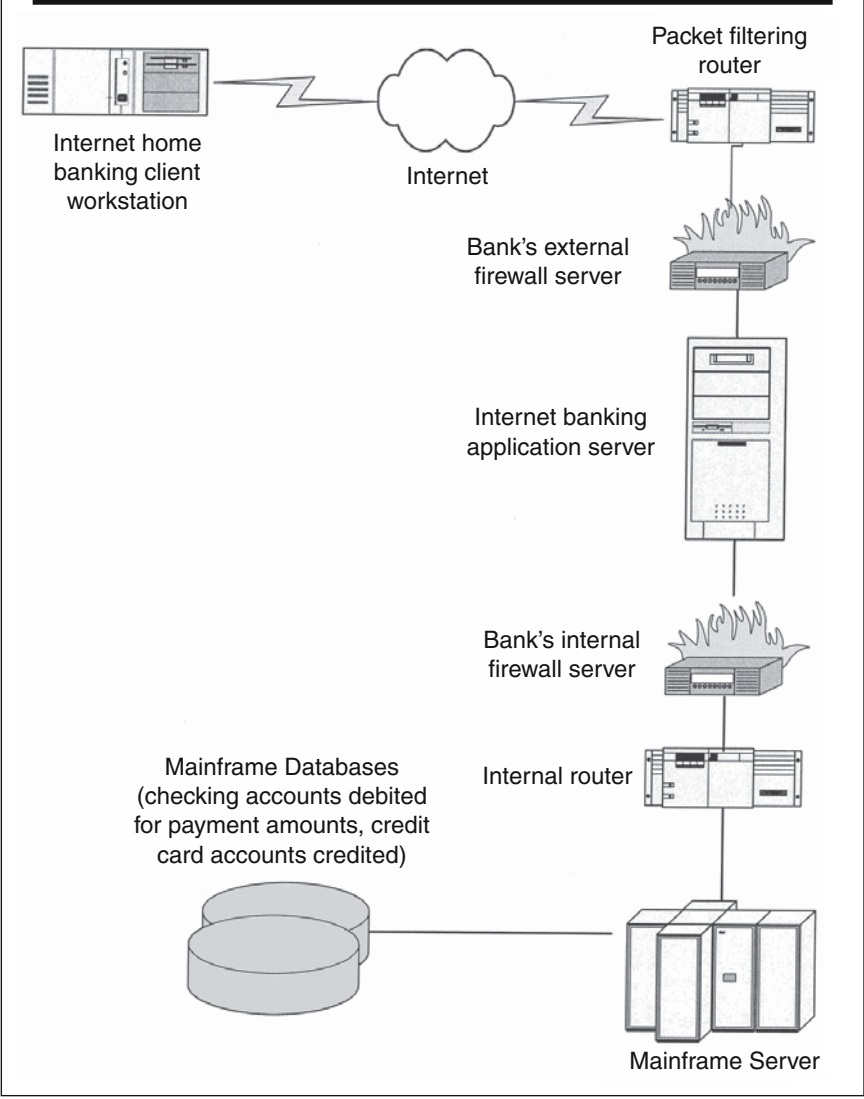 Packet filtering
router
Internet home
banking client
workstation
Internet
Bank's external
firewall server
Internet banking
application server
Bank's internal
firewall server
Internal router
Mainframe Databases
(checking accounts debited
for payment amounts, credit
card accounts credited)
Mainframe Server